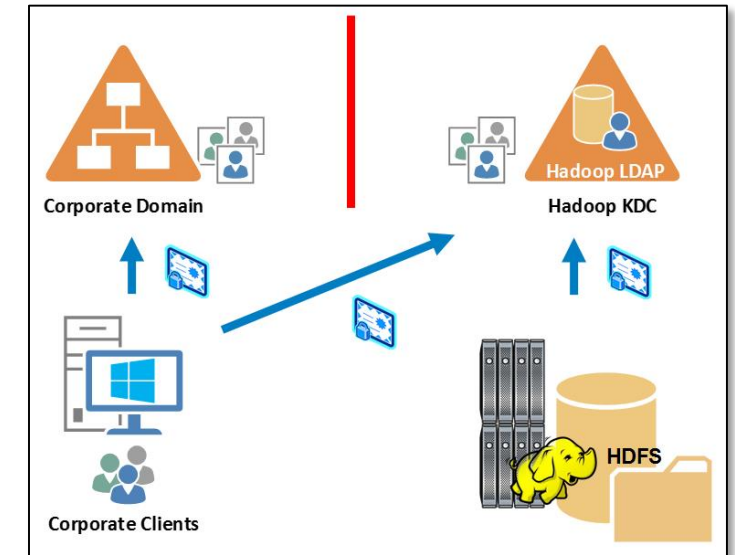 Hadoop LDAP
Corporate Domain
Hadoop KDC
HDFS
Corporate Clients